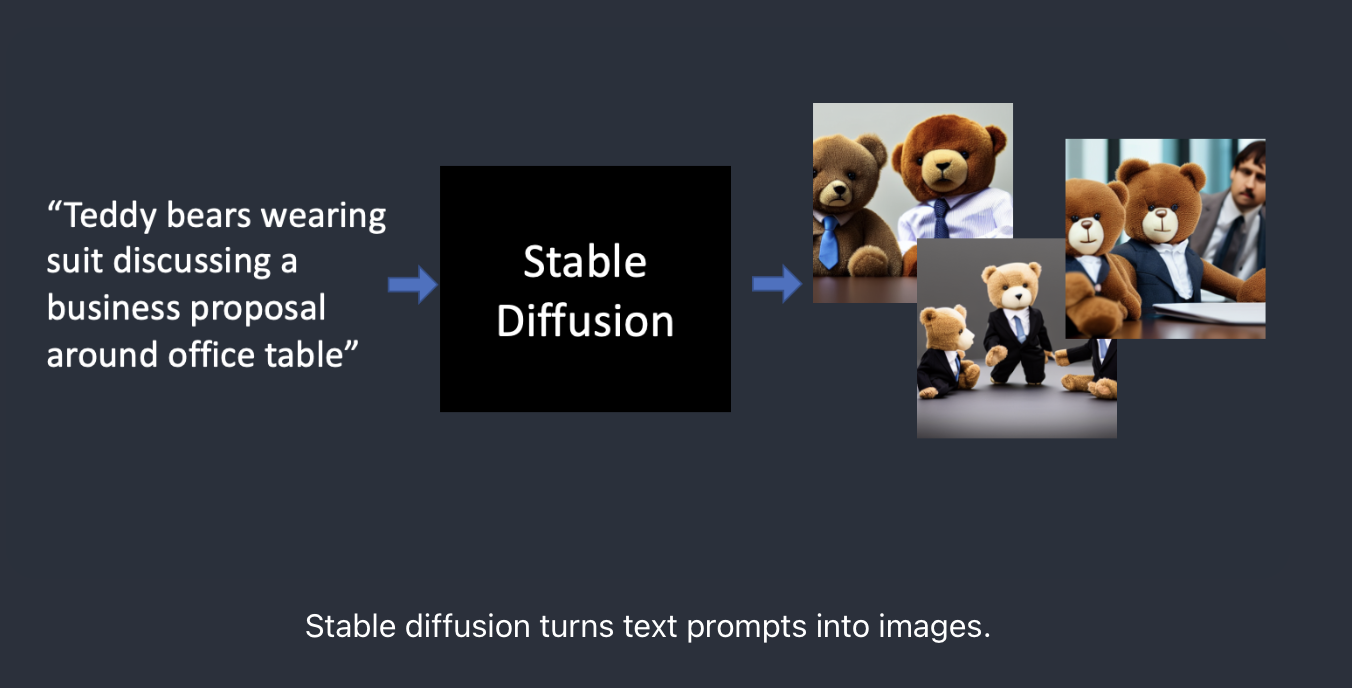 “Teddy bears wearing
suit discussing a
business proposal
around office table”
Stable
Diffusion
Stable diffusion turns text prompts into images.